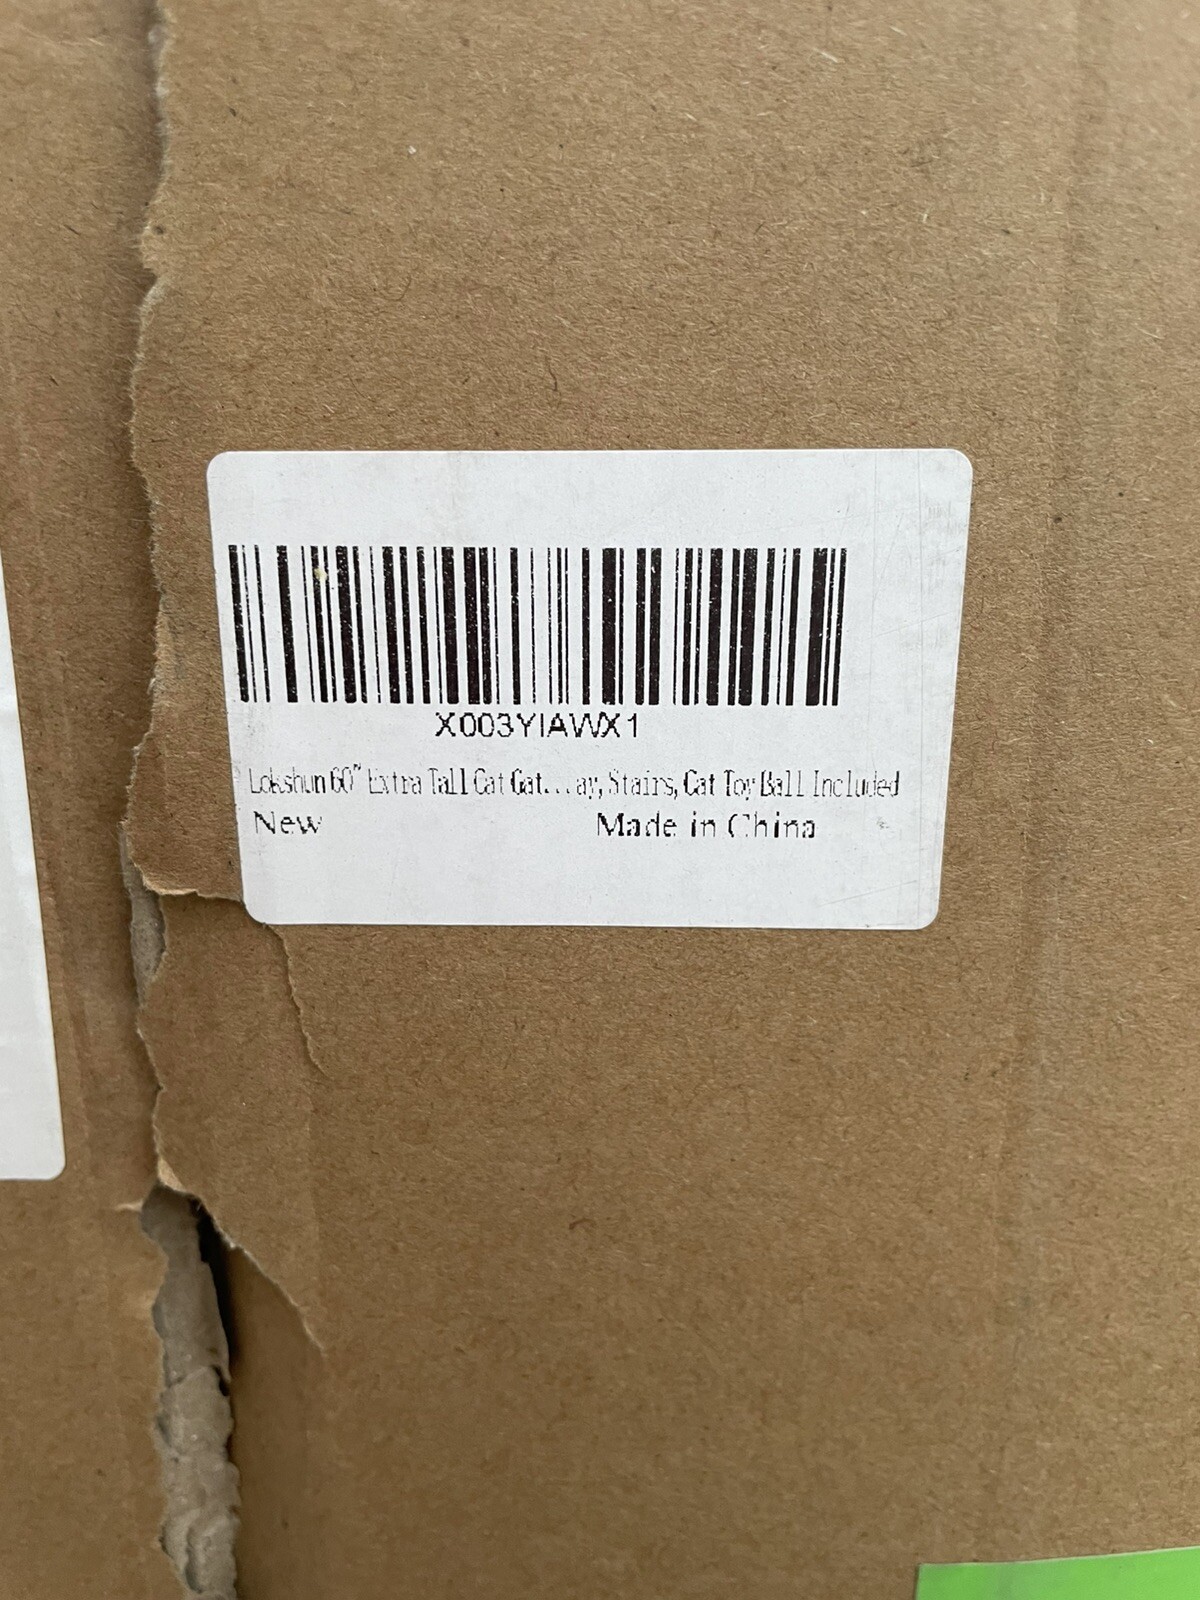 X003YIAWX1
Lokshun 60" Extra Tall Cat Gat...ay, Stairs, Cat Toy Ball Included
New Made in China